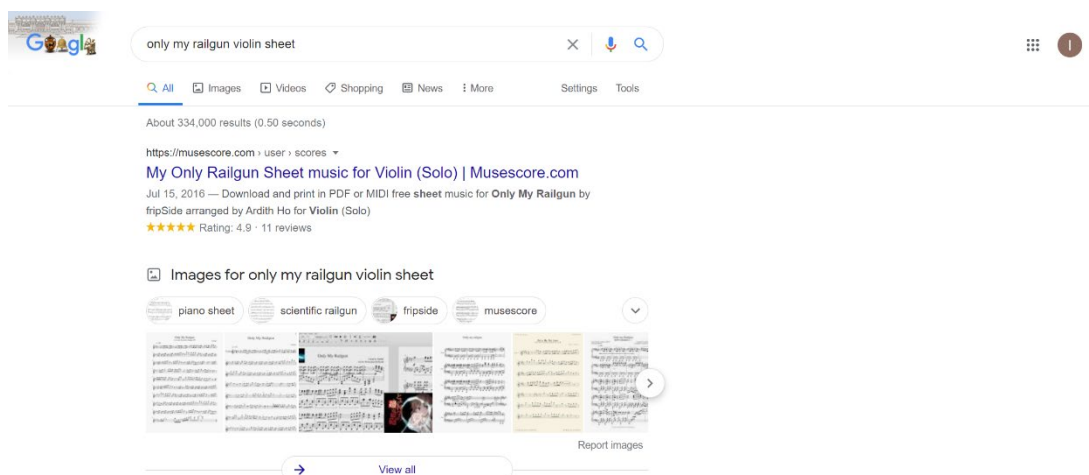 only my railgun violin sheet
I
All Images Videos Shopping News More Settings Tools
About 334,000 results (0.50 seconds)
https://musescore.com › user › scores
My Only Railgun Sheet music for Violin (Solo) | Musescore.com
Jul 15, 2016 — Download and print in PDF or MIDI free sheet music for Only My Railgun by
fripSide arranged by Ardith Ho for Violin (Solo)
Rating: 4.9 · 11 reviews
Images for only my railgun violin sheet
piano sheet scientific railgun fripside musescore
Only My Railgun
Report images
View all